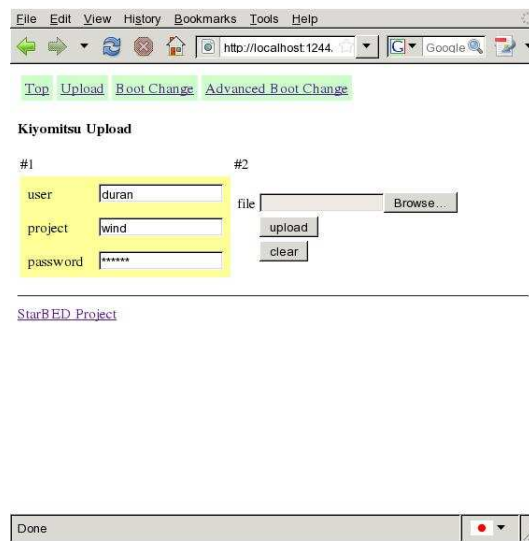 File Edit View History Bookmarks Tools Help
http://localhost:1244. G Google
Top Upload Boot Change Advanced Boot Change
Kiyomitsu Upload
#1 #2
user duran
file Browse...
project wind
upload
clear
password ******
StarBED Project
Done